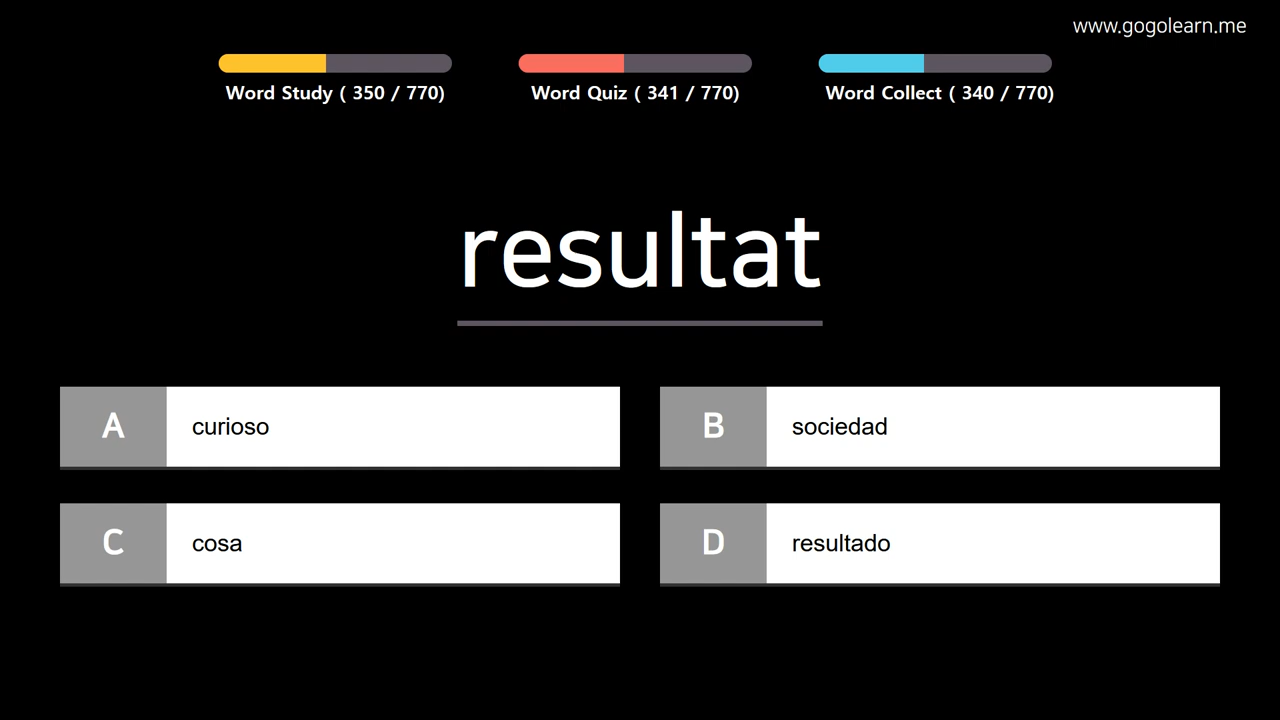 www.gogolearn.me
Word Study ( 350 / 770)
Word Quiz ( 341 / 770)
Word Collect ( 340 / 770)
resultat
A curioso
B sociedad
C cosa
D resultado